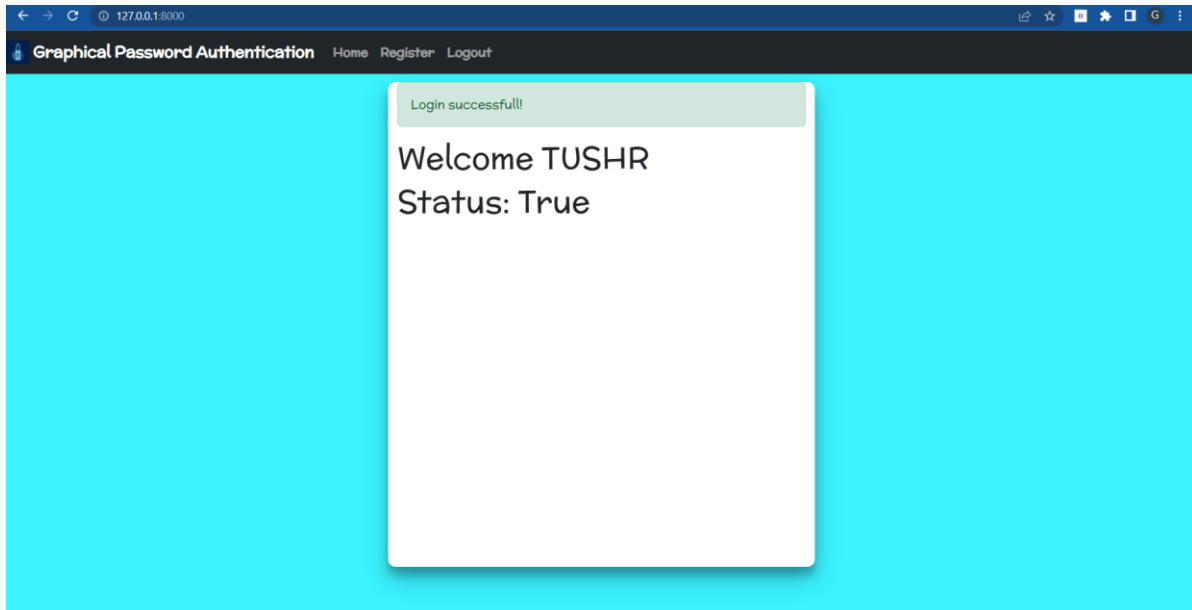 127.0.0.1:8000
G
Graphical Password Authentication Home Register Logout
Login successfull!
Welcome TUSHR
Status: True